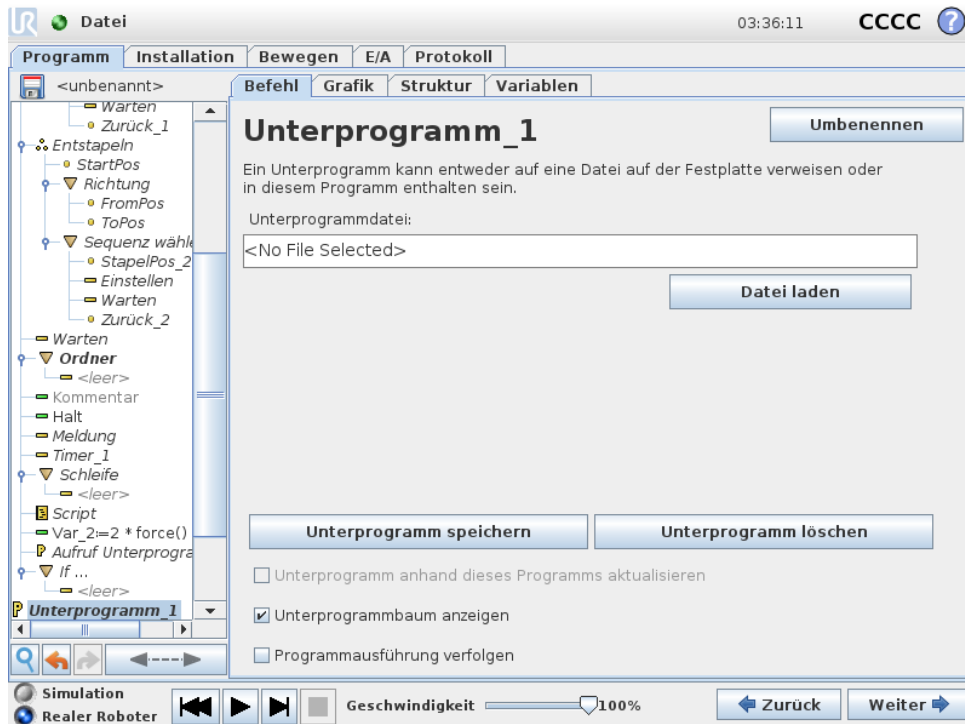 UR Datei 03:36:11 CCCC ?
Programm Installation Bewegen E/A Protokoll
<unbenannt>
Befehl Grafik Struktur Variablen
Warten
Zurück_1
Entstapeln
StartPos
Richtung
FromPos
ToPos
Sequenz wähle
StapelPos_2
Einstellen
Warten
Zurück_2
Warten
Ordner
<leer>
Kommentar
Halt
Meldung
Timer_1
Schleife
<leer>
Script
Var_2:=2 * force()
P Aufruf Unterprogra
If ...
<leer>
P Unterprogramm_1
Unterprogramm_1
Umbenennen
Ein Unterprogramm kann entweder auf eine Datei auf der Festplatte verweisen oder
in diesem Programm enthalten sein.
Unterprogrammdatei:
<No File Selected>
Datei laden
Unterprogramm speichern Unterprogramm löschen
Unterprogramm anhand dieses Programms aktualisieren
Unterprogrammbaum anzeigen
Programmausführung verfolgen
Simulation
Realer Roboter
Geschwindigkeit 100%
Zurück Weiter